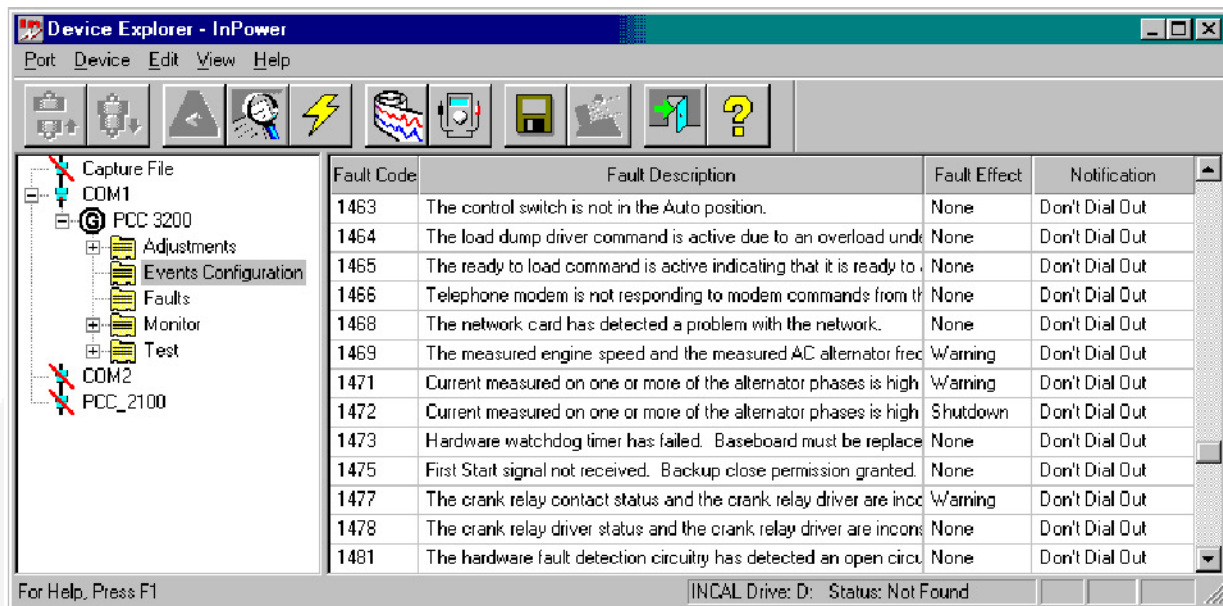 Device Explorer - InPower
Port Device Edit View Help
Capture File
COM1
PCC 3200
Adjustments
Events Configuration
Faults
Monitor
Test
COM2
PCC_2100
Fault Code Fault Description Fault Effect Notification
1463 The control switch is not in the Auto position. None Don't Dial Out
1464 The load dump driver command is active due to an overload unde None Don't Dial Out
1465 The ready to load command is active indicating that it is ready to None Don't Dial Out
1466 Telephone modem is not responding to modem commands from th None Don't Dial Out
1468 The network card has detected a problem with the network. None Don't Dial Out
1469 The measured engine speed and the measured AC alternator freq Warning Don't Dial Out
1471 Current measured on one or more of the alternator phases is high Warning Don't Dial Out
1472 Current measured on one or more of the alternator phases is high Shutdown Don't Dial Out
1473 Hardware watchdog timer has failed. Baseboard must be replace None Don't Dial Out
1475 First Start signal not received. Backup close permission granted. None Don't Dial Out
1477 The crank relay contact status and the crank relay driver are inco Warning Don't Dial Out
1478 The crank relay driver status and the crank relay driver are incons None Don't Dial Out
1481 The hardware fault detection circuitry has detected an open circu None Don't Dial Out
For Help, Press F1 INCAL Drive: D: Status: Not Found